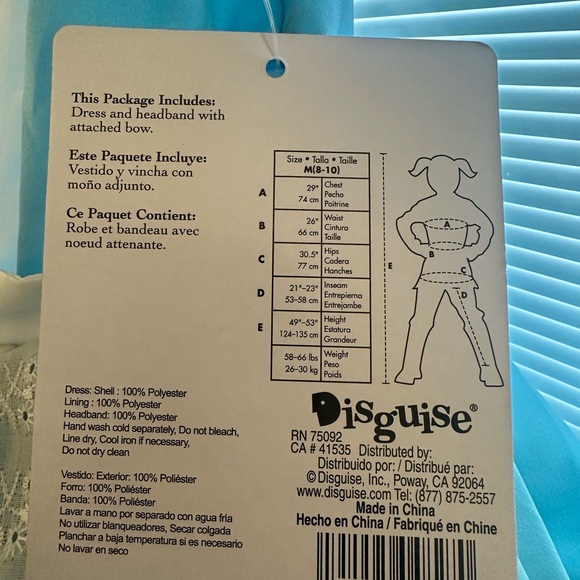 This Package Includes:
Dress and headband with
attached bow.
Este Paquete Incluye:
Vestido y vincha con
moño adjunto.
Ce Paquet Contient:
Robe et bandeau avec
noeud attenante.
Size • Talla • Taille
M(8-10)
A
29"
74 cm
Chest
Pecho
Poitrine
B
26"
66 cm
Waist
Cintura
Taille
C
30.5"
77 cm
Hips
Cadera
Hanches
D
21"–23"
53–58 cm
Inseam
Entrepierna
Entrejambe
E
49"–53"
124–135 cm
Height
Estatura
Grandeur
58–66 lbs
26–30 kg
Weight
Peso
Poids
E
A
B
C
D
Dress: Shell : 100% Polyester
Lining : 100% Polyester
Headband: 100% Polyester
Hand wash cold separately, Do not bleach,
Line dry, Cool iron if necessary,
Do not dry clean
Vestido: Exterior: 100% Poliéster
Forro: 100% Poliéster
Banda: 100% Poliéster
Lavar a mano por separado con agua fría
No utilizar blanqueadores, Secar colgada
Planchar a baja temperatura si es necesario
No lavar en seco
Disguise®
RN 75092
CA # 41535 Distributed by:
Distribuido por: / Distribué par:
© Disguise, Inc., Poway, CA 92064
www.disguise.com Tel: (877) 875-2557
Made in China
Hecho en China / Fabriqué en Chine